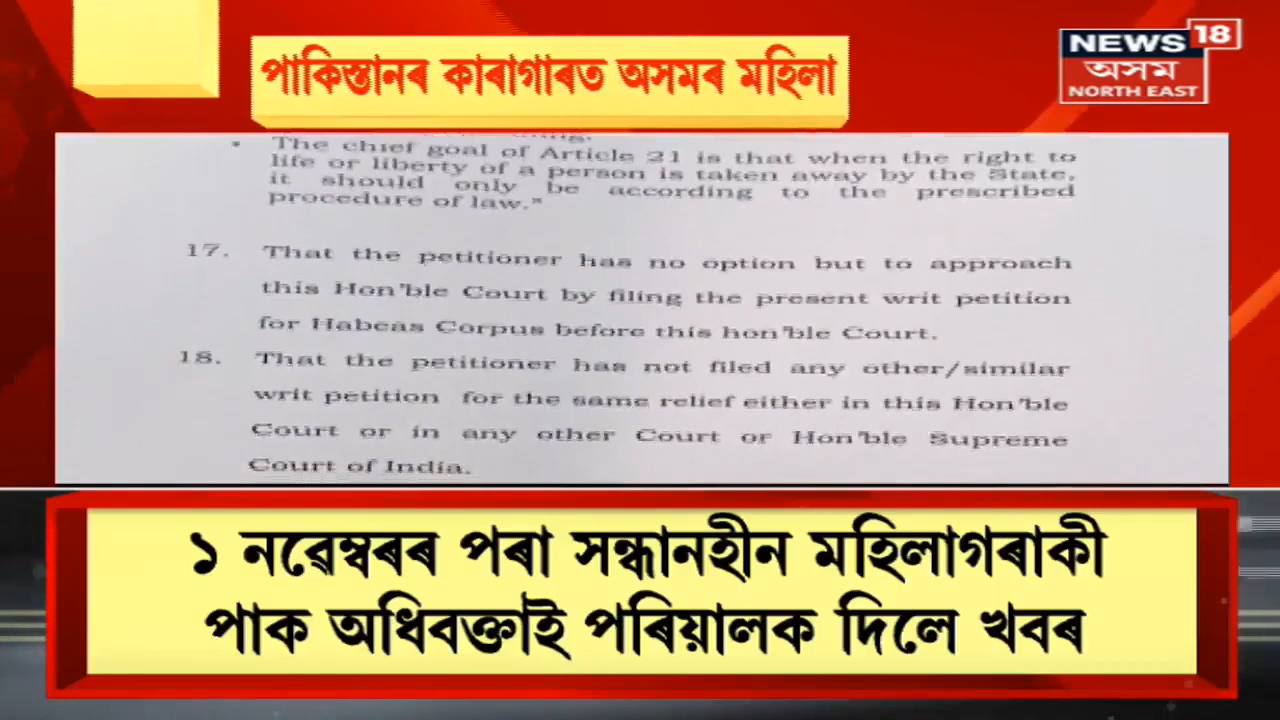 পাকিস্তানৰ কাৰাগাৰত অসমৰ মহিলা
NEWS 18
অসম
NORTH EAST
• The chief goal of Article 21 is that when the right to
life or liberty of a person is taken away by the State,
it should only be according to the prescribed
procedure of law."
17. That the petitioner has no option but to approach
this Hon'ble Court by filing the present writ petition
for Habeas Corpus before this hon'ble Court.
18. That the petitioner has not filed any other/similar
writ petition for the same relief either in this Hon'ble
Court or in any other Court or Hon'ble Supreme
Court of India.
১ নৱেম্বৰৰ পৰা সন্ধানহীন মহিলাগৰাকী
পাক অধিবক্তাই পৰিয়ালক দিলে খবৰ